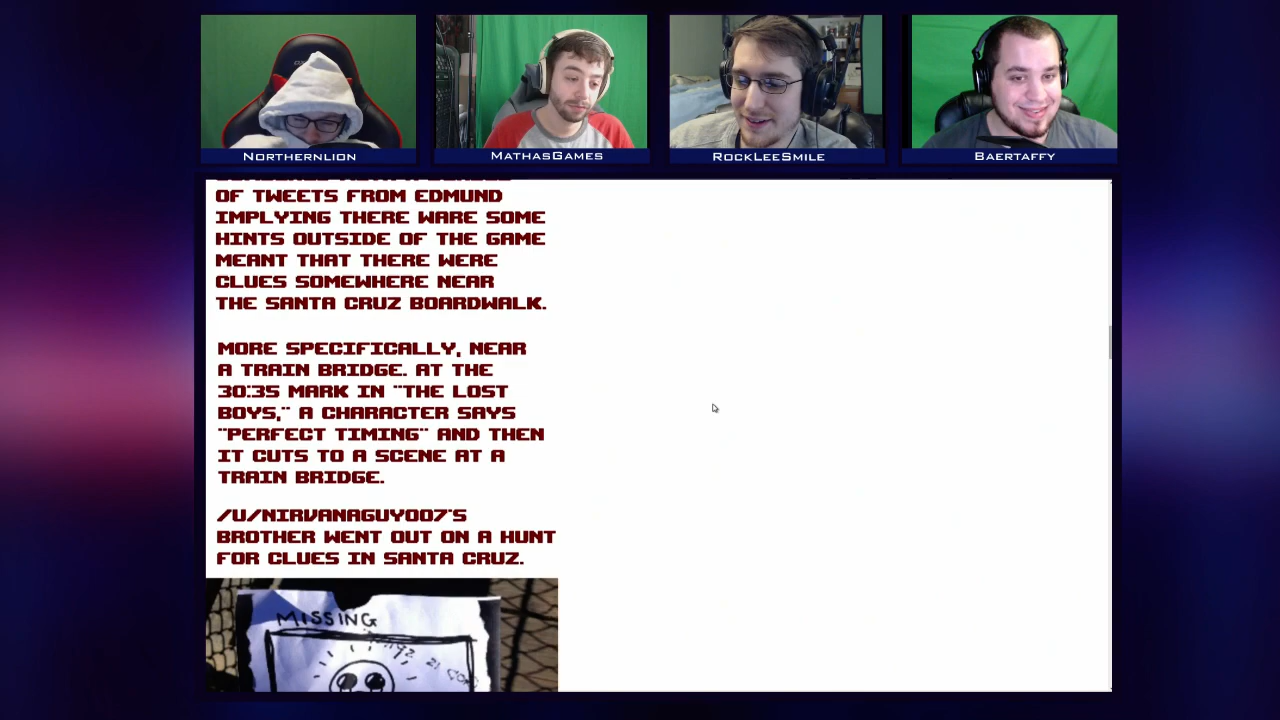 NORTHERNLION
MATHASGAMES
ROCKLEESMILE
BAERTAFFY
OF TWEETS FROM EDMUND
IMPLYING THERE WARE SOME
HINTS OUTSIDE OF THE GAME
MEANT THAT THERE WERE
CLUES SOMEWHERE NEAR
THE SANTA CRUZ BOARDWALK.
MORE SPECIFICALLY, NEAR
A TRAIN BRIDGE. AT THE
30:35 MARK IN "THE LOST
BOYS," A CHARACTER SAYS
"PERFECT TIMING" AND THEN
IT CUTS TO A SCENE AT A
TRAIN BRIDGE.
/U/NIRVANAGUY007'S
BROTHER WENT OUT ON A HUNT
FOR CLUES IN SANTA CRUZ.
MISSING